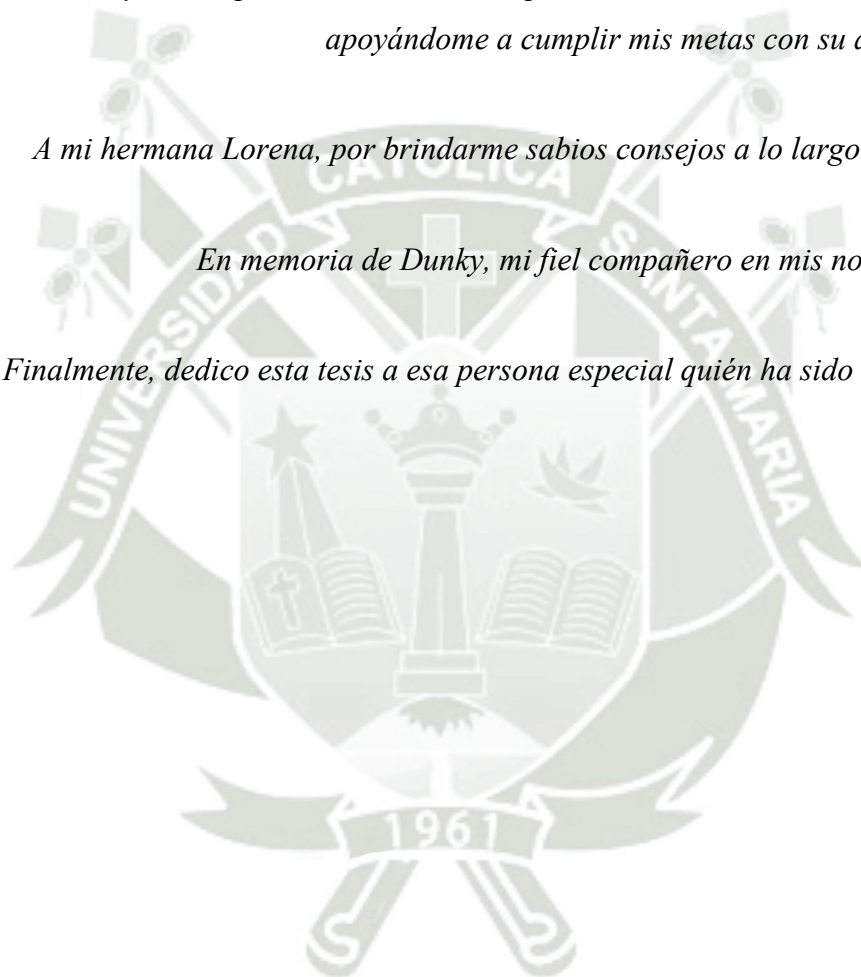 apoyándome a cumplir mis metas con su
A mi hermana Lorena, por brindarme sabios consejos a lo largo
CATOLICA
UNIVERSIDAD
SANTA MARIA
En memoria de Dunky, mi fiel compañero en mis
Finalmente, dedico esta tesis a esa persona especial quién ha sido
1961